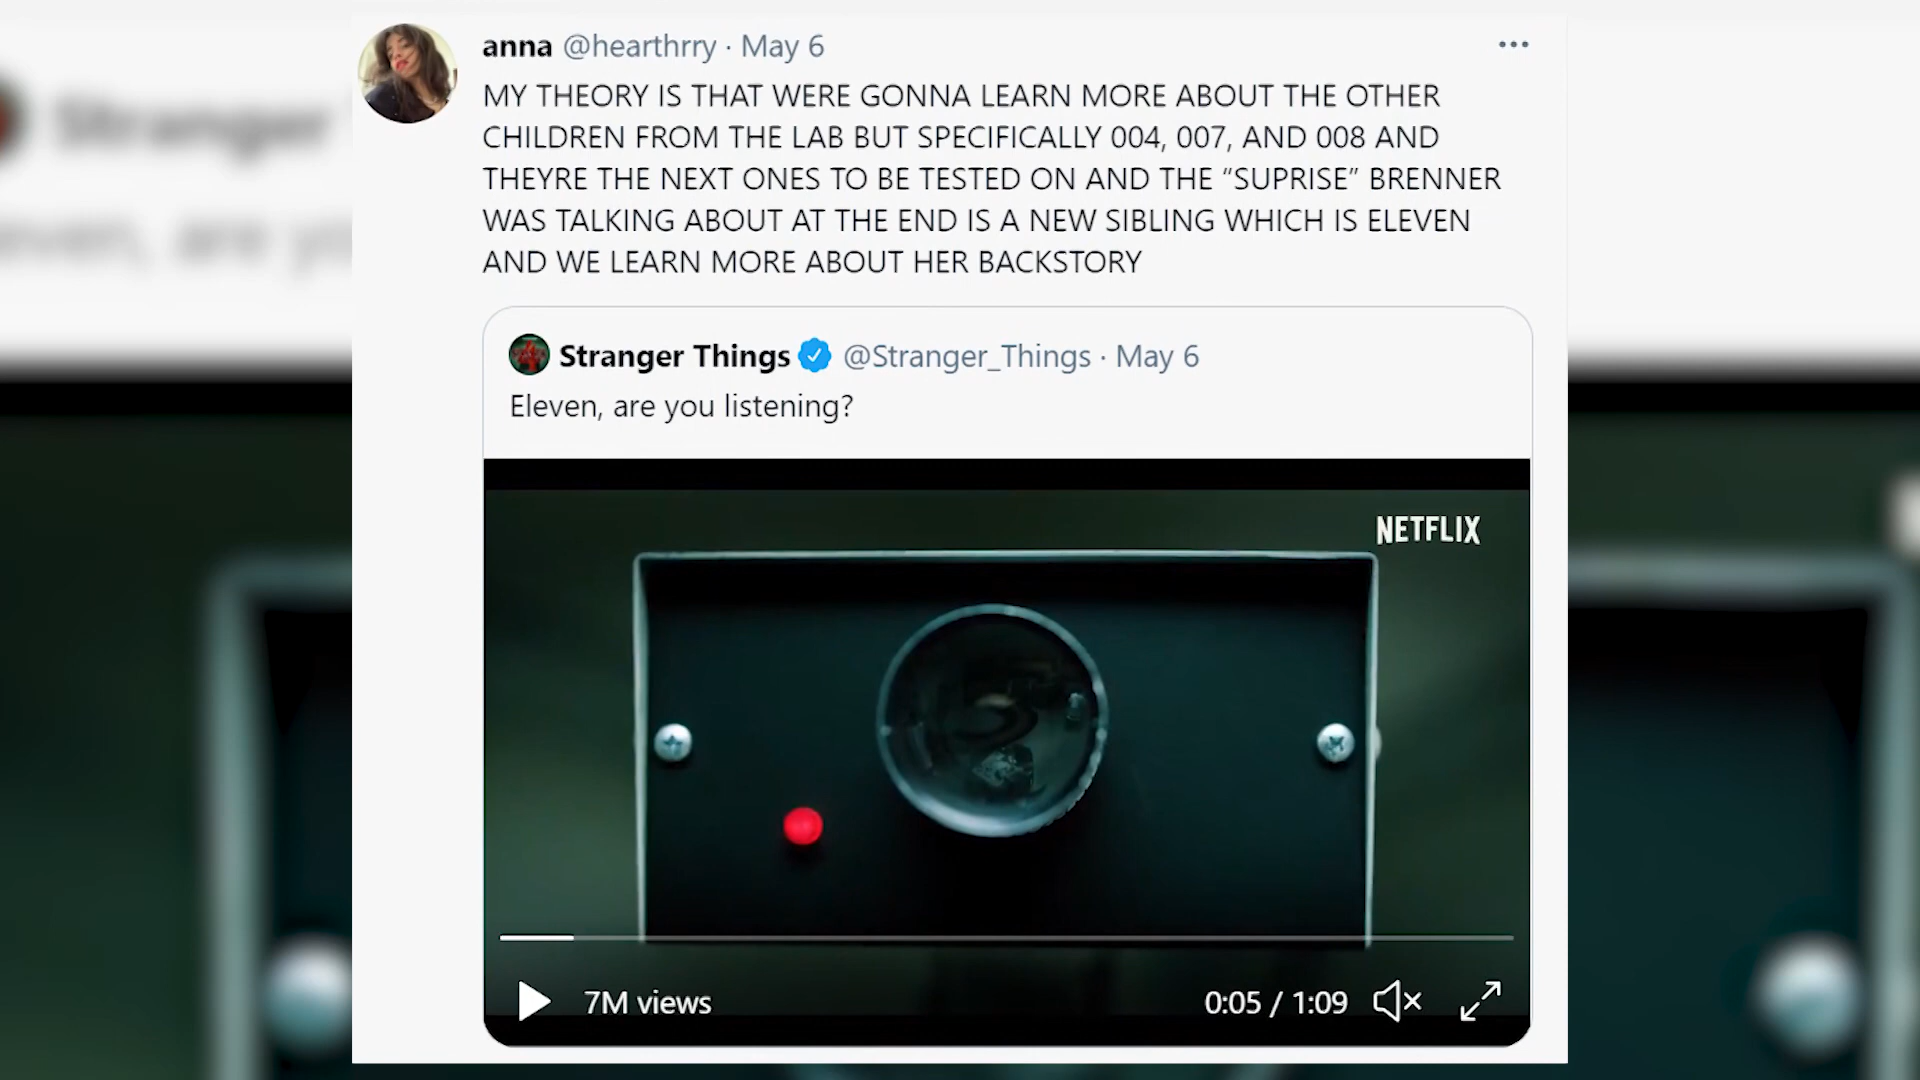 anna @hearthrry · May 6
MY THEORY IS THAT WERE GONNA LEARN MORE ABOUT THE OTHER
CHILDREN FROM THE LAB BUT SPECIFICALLY 004, 007, AND 008 AND
THEYRE THE NEXT ONES TO BE TESTED ON AND THE “SUPRISE” BRENNER
WAS TALKING ABOUT AT THE END IS A NEW SIBLING WHICH IS ELEVEN
AND WE LEARN MORE ABOUT HER BACKSTORY
Stranger Things @Stranger_Things · May 6
Eleven, are you listening?
NETFLIX
7M views
0:05 / 1:09